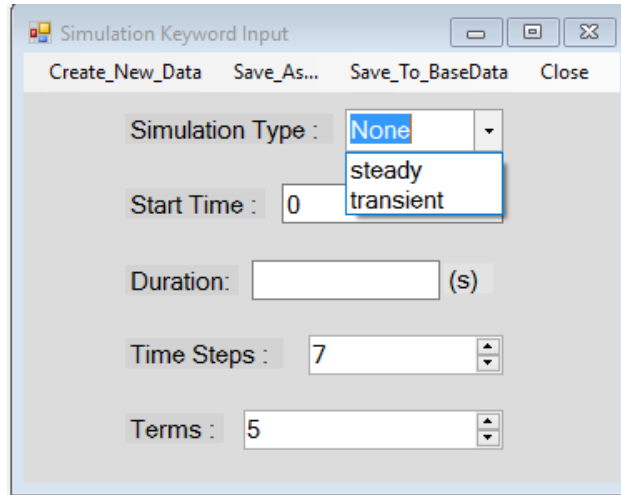 Simulation Keyword Input
Create_New_Data Save_As... Save_To_BaseData Close
Simulation Type : None
steady
transient
Start Time : 0
Duration: (s)
Time Steps : 7
Terms : 5